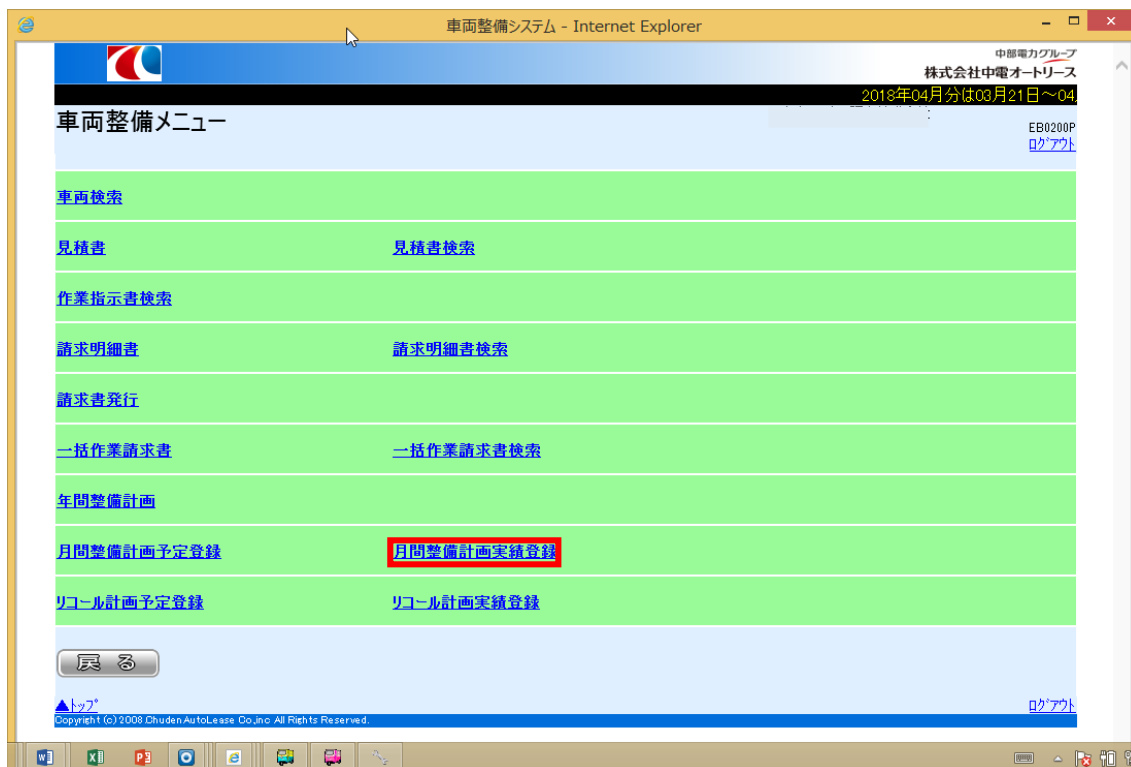 車両整備システム - Internet Explorer
中部電力グループ
株式会社中電オートリース
2018年04月分は03月21日～04
車両整備メニュー
EB0200P
ログアウト
車両検索
見積書 見積書検索
作業指示書検索
請求明細書 請求明細書検索
請求書発行
一括作業請求書 一括作業請求書検索
年間整備計画
月間整備計画予定登録 月間整備計画実績登録
リコール計画予定登録 リコール計画実績登録
戻る
▲トップ ログアウト
Copyright (c) 2008 Chuden AutoLease Co,inc All Rights Reserved.